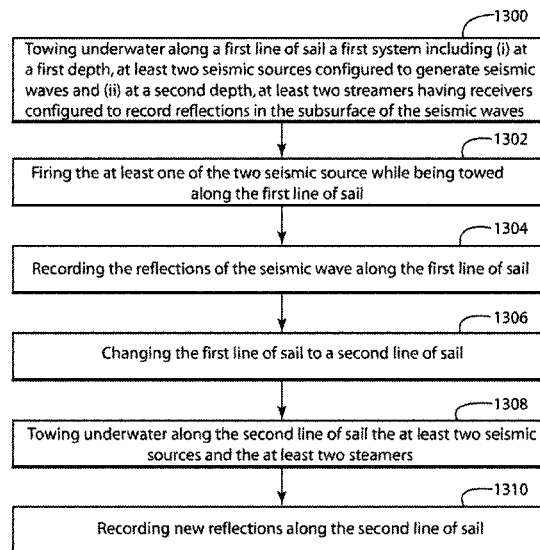 1300
Towing underwater along a first line of sail a first system including (i) at
a first depth, at least two seismic sources configured to generate seismic
waves and (ii) at a second depth, at least two streamers having receivers
configured to record reflections in the subsurface of the seismic waves
1302
Firing the at least one of the two seismic source while being towed
along the first line of sail
1304
Recording the reflections of the seismic wave along the first line of sail
1306
Changing the first line of sail to a second line of sail
1308
Towing underwater along the second line of sail the at least two seismic
sources and the at least two steamers
1310
Recording new reflections along the second line of sail